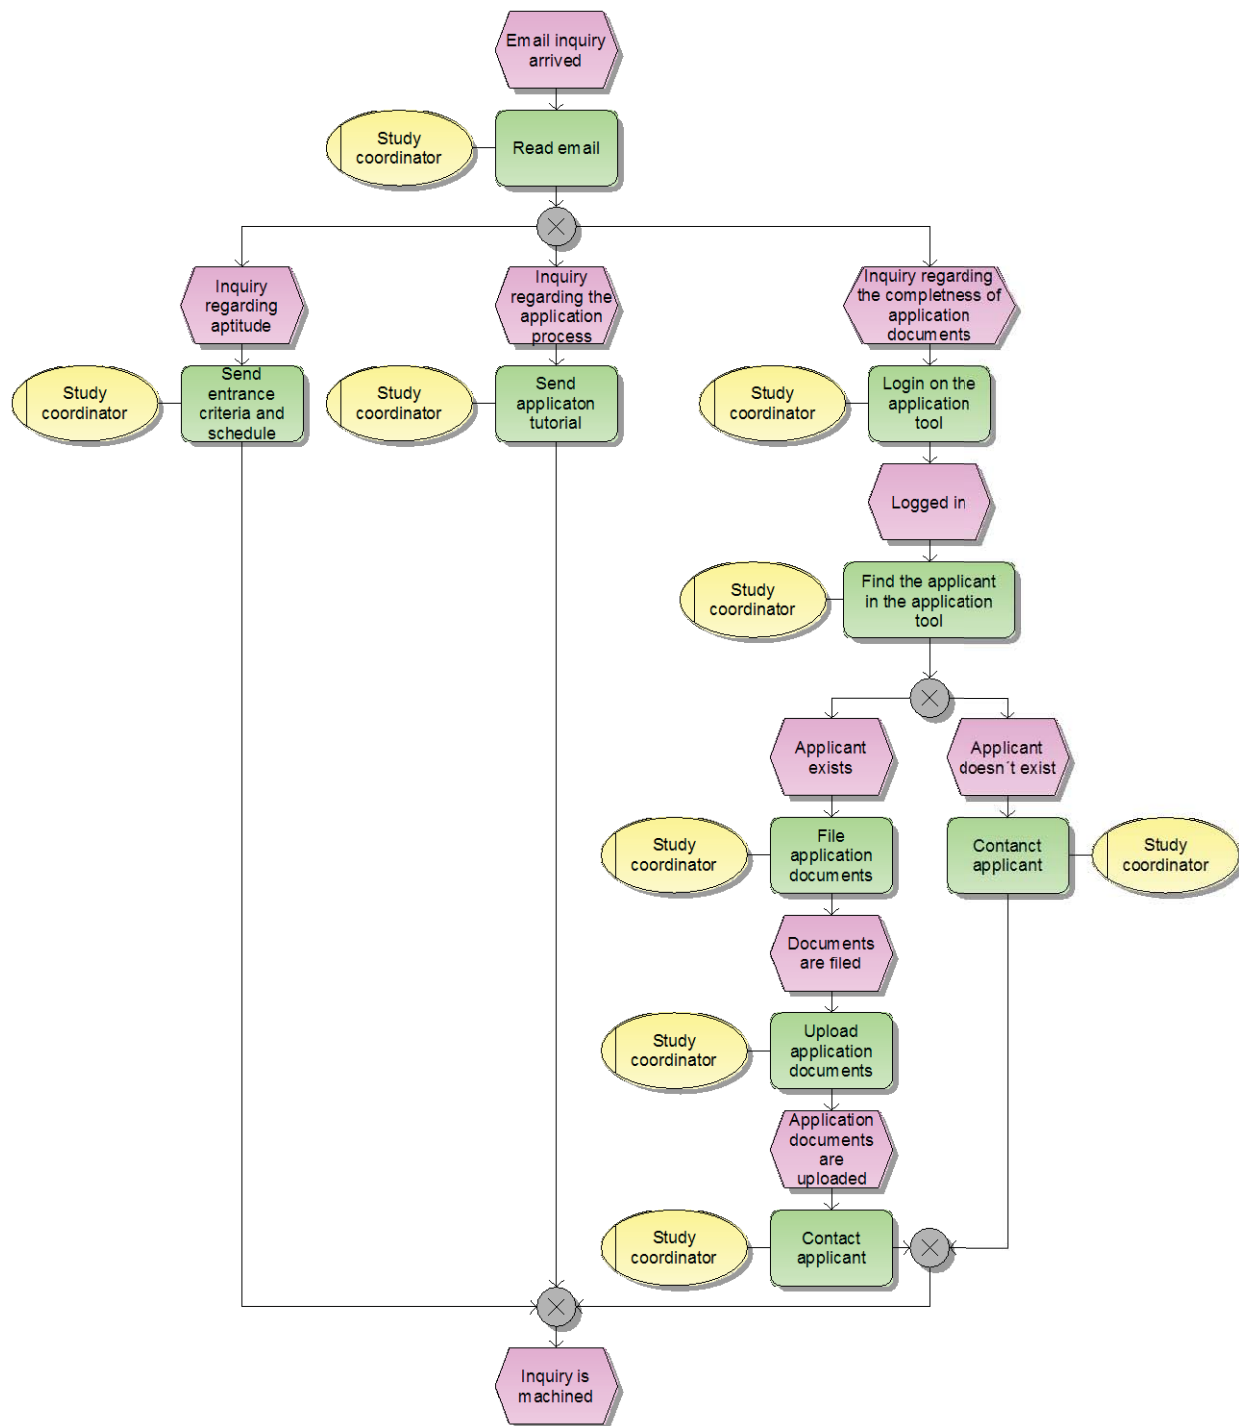 Email inquiry
arrived
Study
coordinator
Read email
Inquiry
regarding
aptitude
Inquiry
regarding the
application
process
Inquiry regarding
the completness of
application
documents
Study
coordinator
Send
entrance
criteria and
schedule
Study
coordinator
Send
applicaton
tutorial
Study
coordinator
Login on the
application
tool
Logged in
Study
coordinator
Find the applicant
in the application
tool
Applicant
exists
Applicant
doesn´t exist
Study
coordinator
File
application
documents
Contanct
applicant
Study
coordinator
Documents
are filed
Study
coordinator
Upload
application
documents
Application
documents
are
uploaded
Study
coordinator
Contact
applicant
Inquiry is
machined